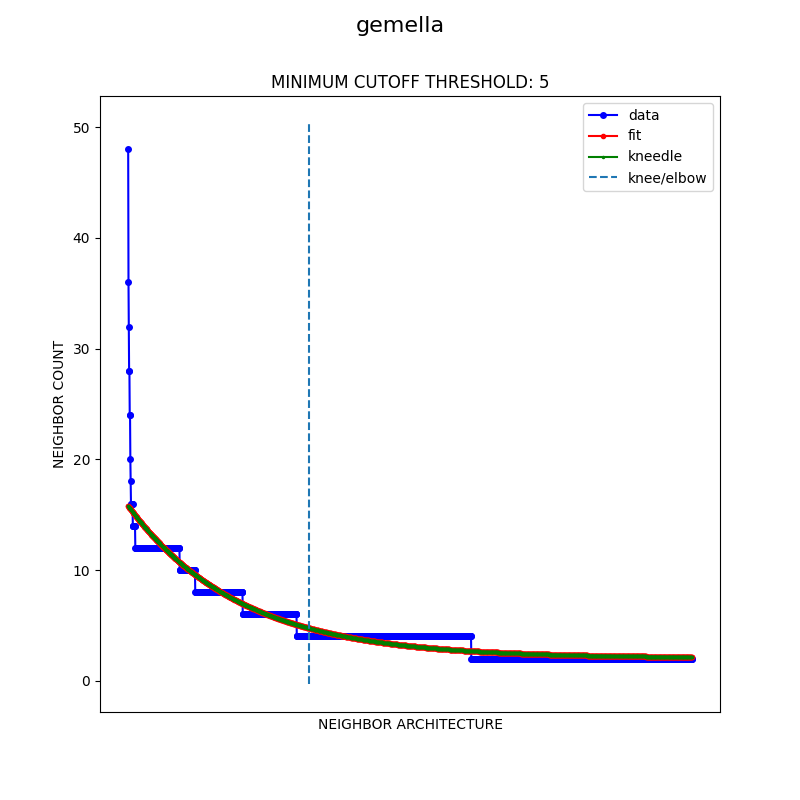 gemella
MINIMUM CUTOFF THRESHOLD: 5
data
fit
kneedle
knee/elbow
50
40
30
20
10
0
NEIGHBOR COUNT
NEIGHBOR ARCHITECTURE